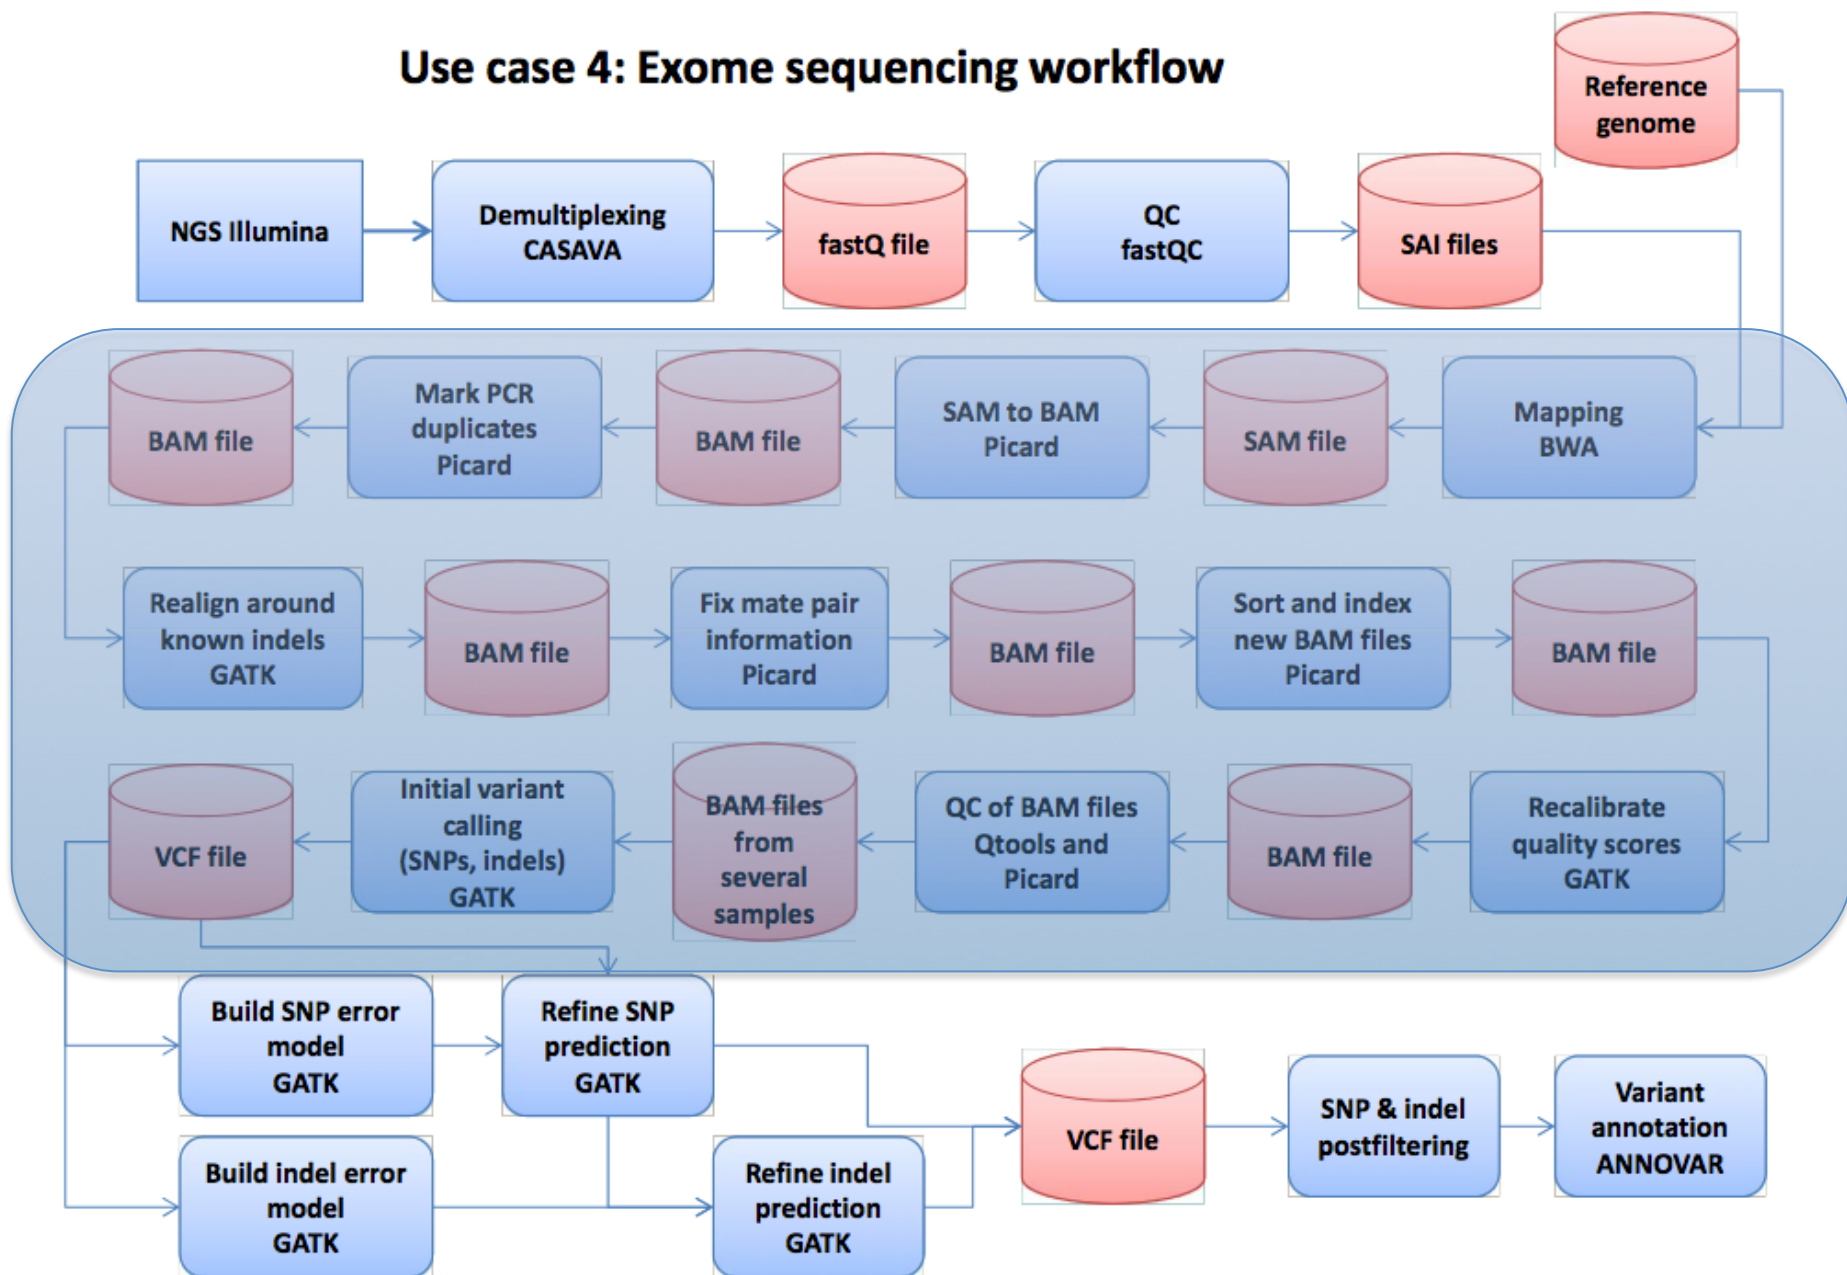 Use case 4: Exome sequencing workflow
Reference
genome
NGS Illumina
Demultiplexing
CASAVA
fastQ file
QC
fastQC
SAI files
BAM file
Mark PCR
duplicates
Picard
BAM file
SAM to BAM
Picard
SAM file
Mapping
BWA
Realign around
known indels
GATK
BAM file
Fix mate pair
information
Picard
BAM file
Sort and index
new BAM files
Picard
BAM file
VCF file
Initial variant
calling
(SNPs, indels)
GATK
BAM files
from
several
samples
QC of BAM files
Qtools and
Picard
BAM file
Recalibrate
quality scores
GATK
Build SNP error
model
GATK
Refine SNP
prediction
GATK
Build indel error
model
GATK
Refine indel
prediction
GATK
VCF file
SNP & indel
postfiltering
Variant
annotation
ANNOVAR